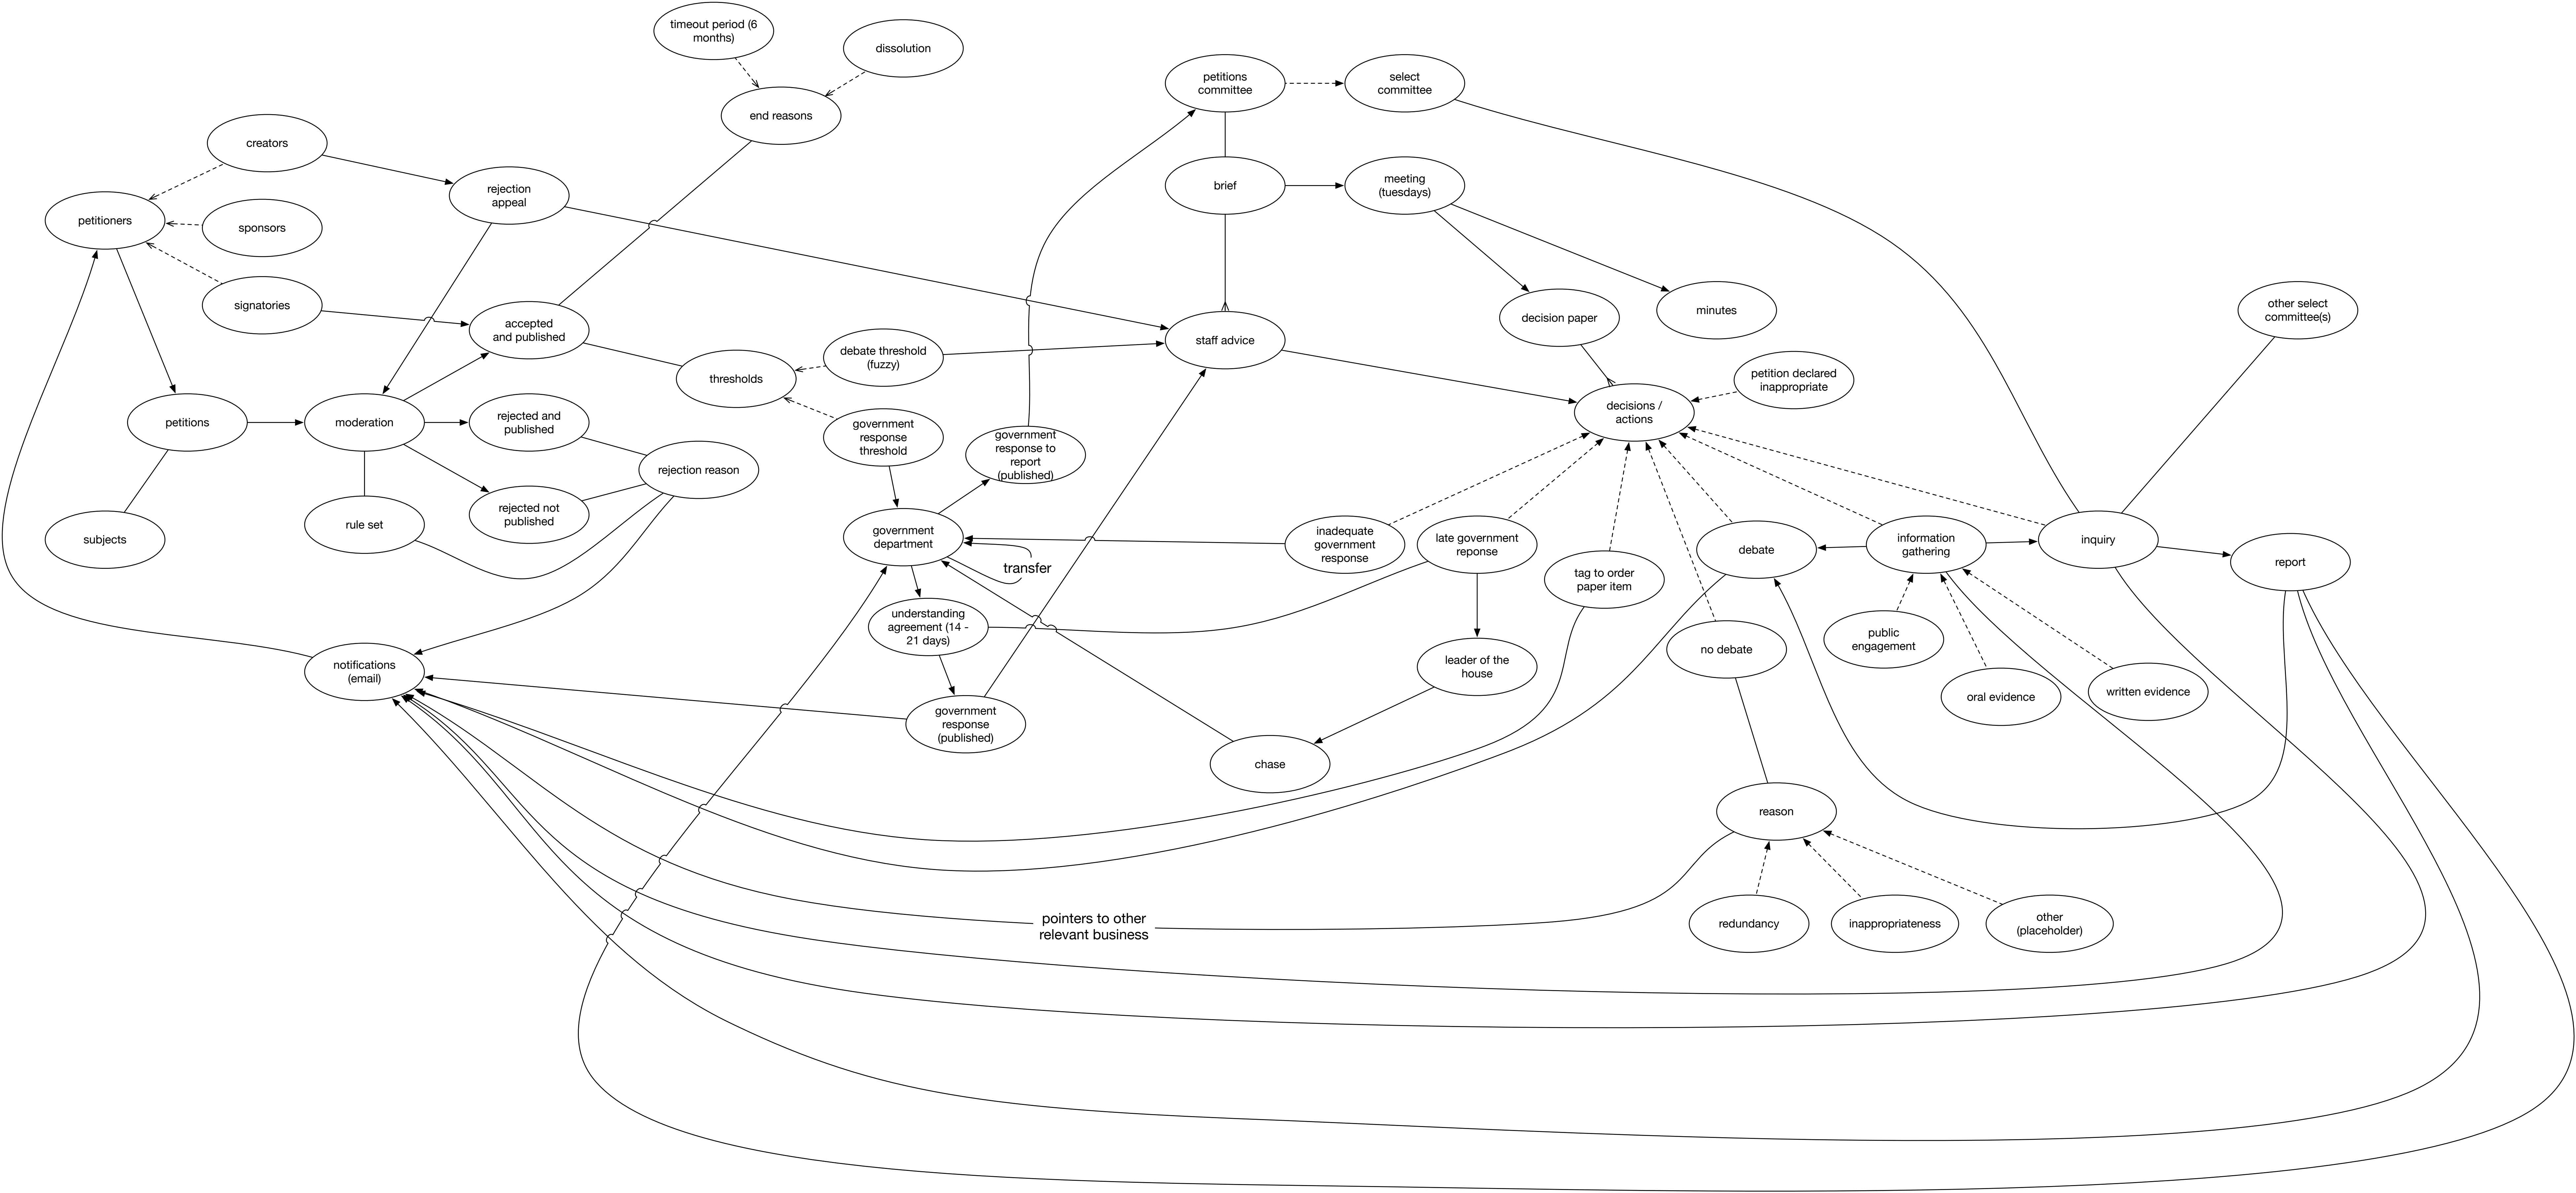 timeout period (6
months)
dissolution
end reasons
petitions
committee
select
committee
creators
rejection
appeal
brief
meeting
(tuesdays)
petitioners
sponsors
signatories
accepted
and published
decision paper
minutes
other select
committee(s)
staff advice
debate threshold
(fuzzy)
thresholds
petition declared
inappropriate
decisions /
actions
petitions
moderation
rejected and
published
government
response
threshold
government
response to
report
(published)
rejection reason
rejected not
published
rule set
subjects
government
department
transfer
inadequate
government
response
late government
reponse
tag to order
paper item
debate
information
gathering
inquiry
report
understanding
agreement (14 -
21 days)
public
engagement
no debate
leader of the
house
oral evidence
written evidence
notifications
(email)
government
response
(published)
chase
reason
pointers to other
relevant business
redundancy
inappropriateness
other
(placeholder)